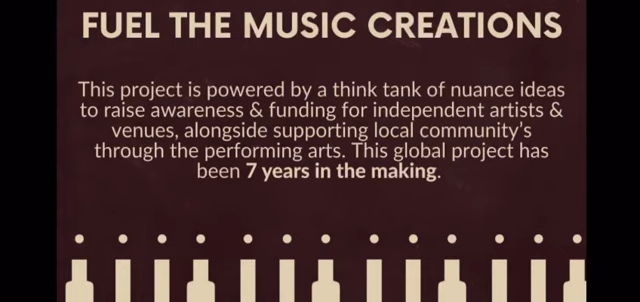 FUEL THE MUSIC CREATIONS
This project is powered by a think tank of nuance ideas
to raise awareness & funding for independent artists &
venues, alongside supporting local community's
through the performing arts. This global project has
been 7 years in the making.